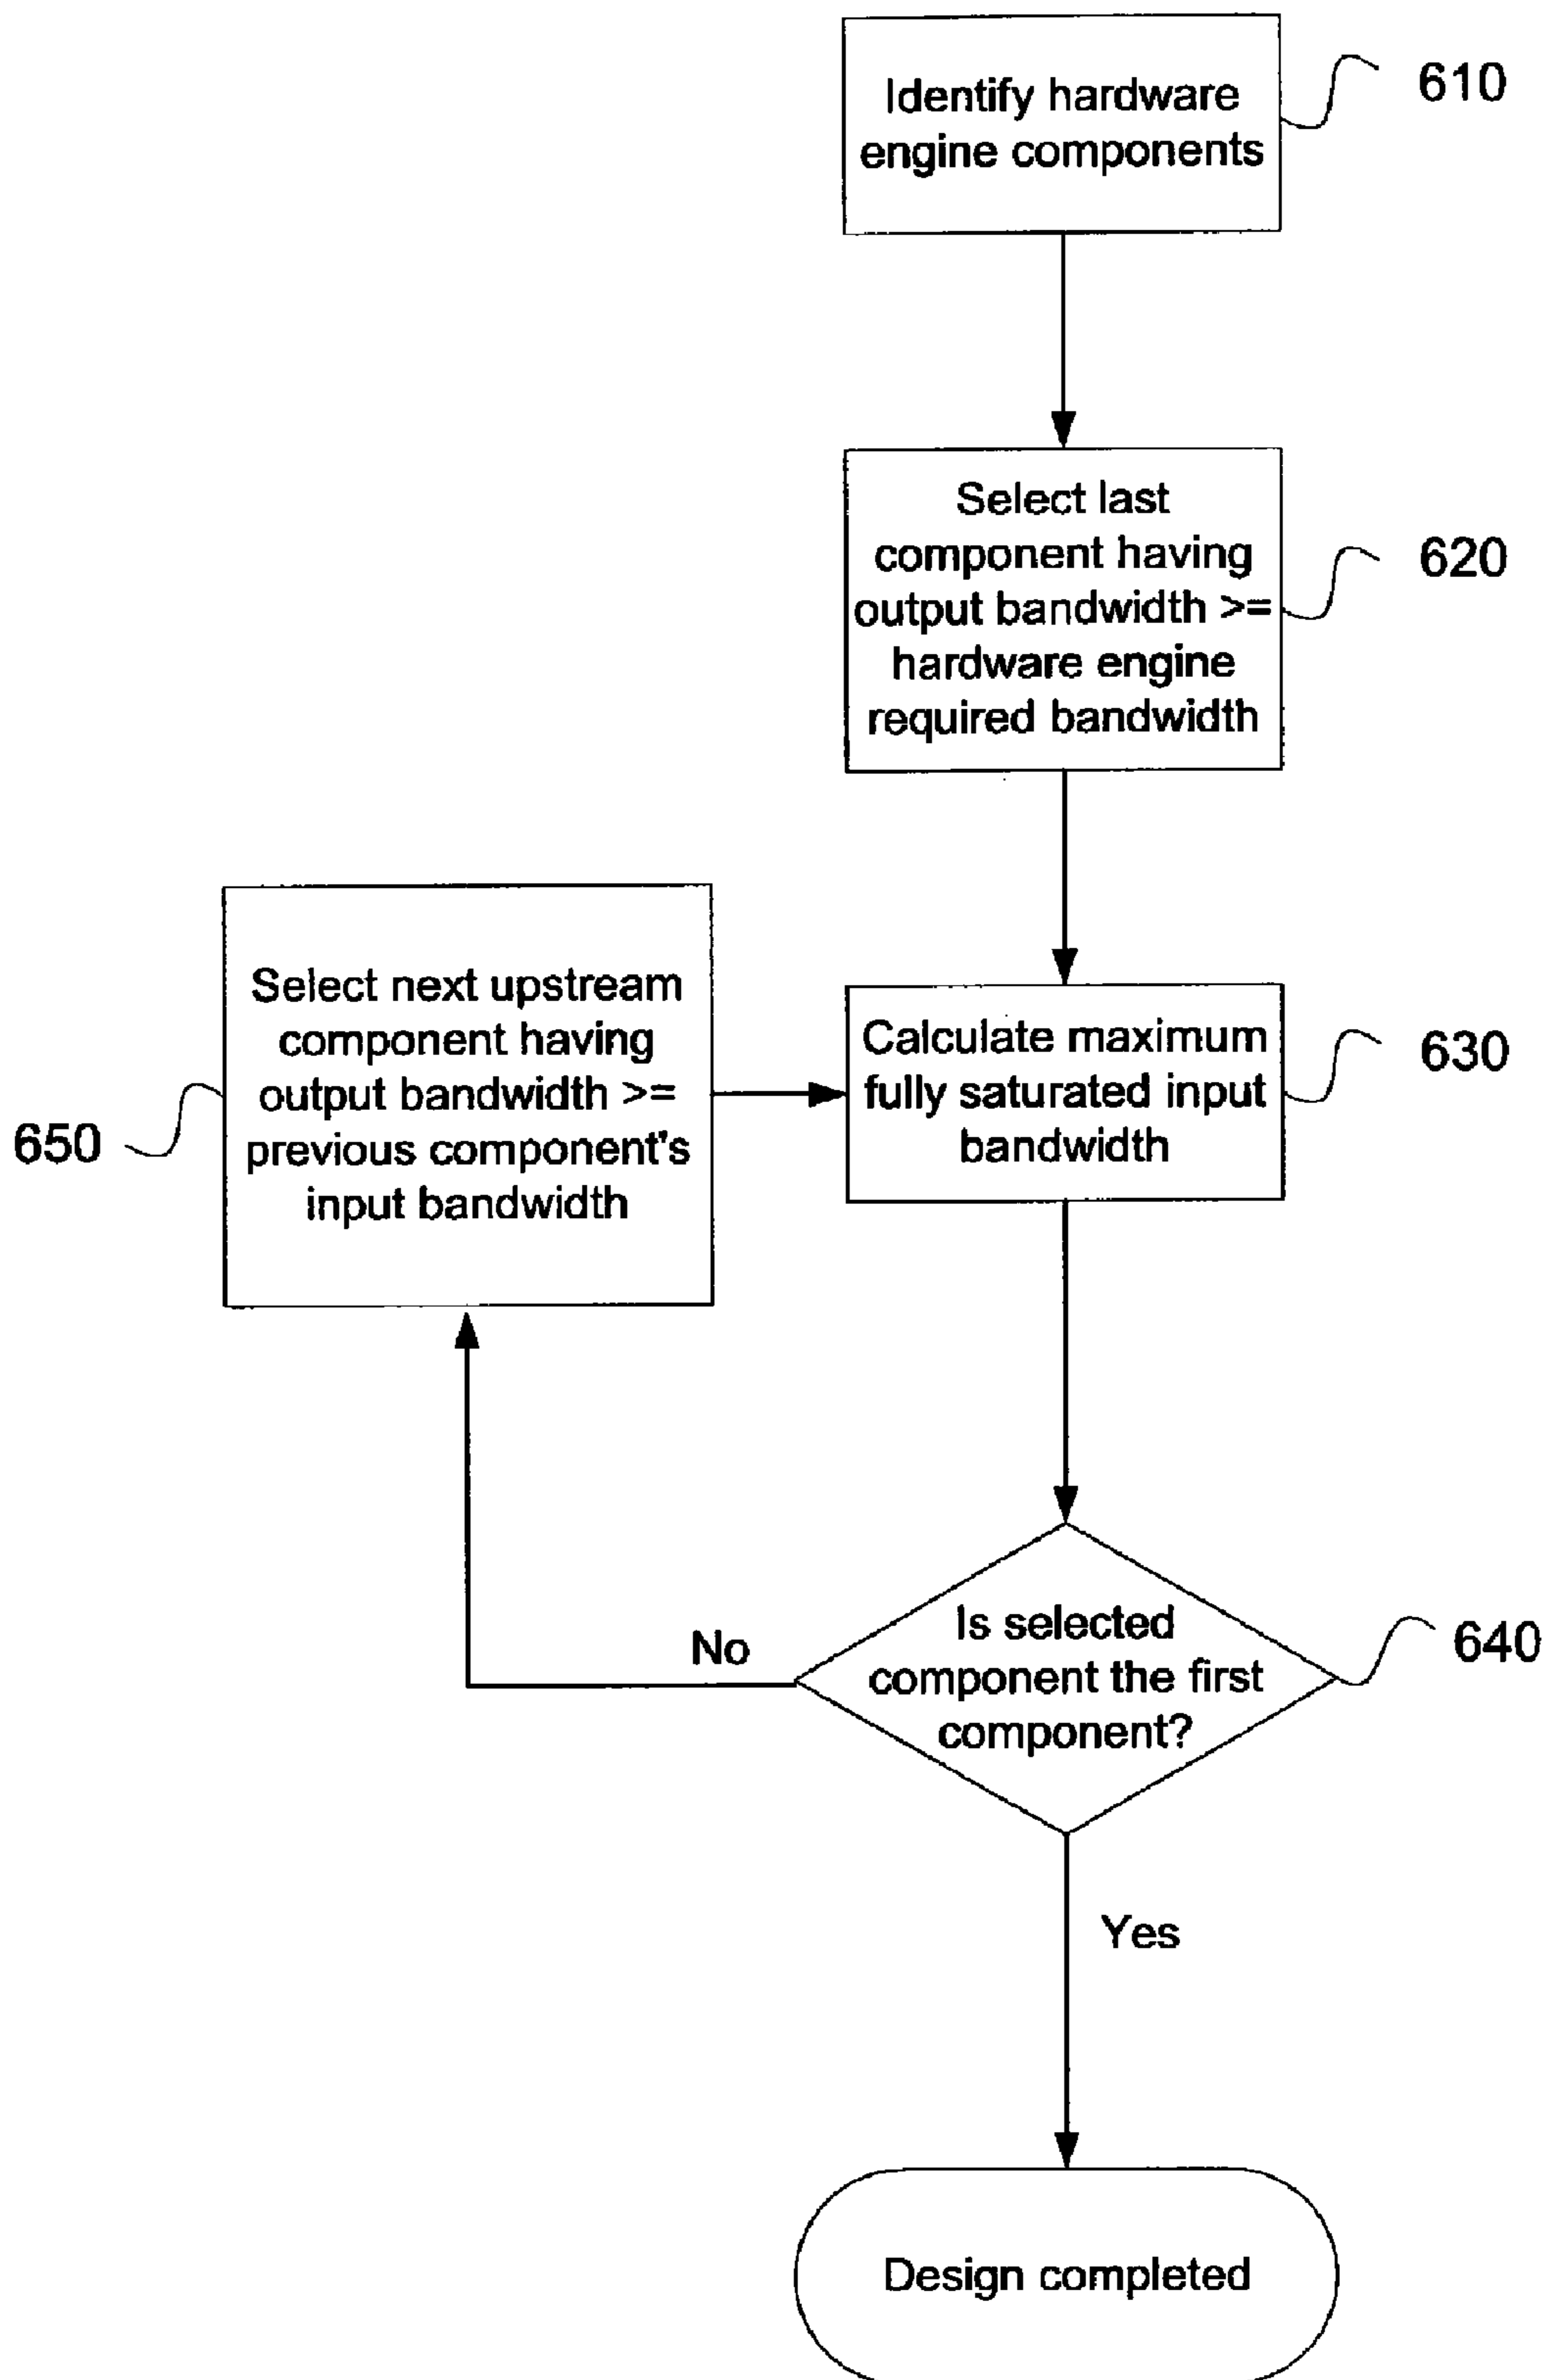 Identify hardware
engine components
610
Select last
component having
output bandwidth >=
hardware engine
required bandwidth
620
Select next upstream
component having
output bandwidth >=
previous component's
input bandwidth
650
Calculate maximum
fully saturated input
bandwidth
630
Is selected
component the first
component?
640
No
Yes
Design completed